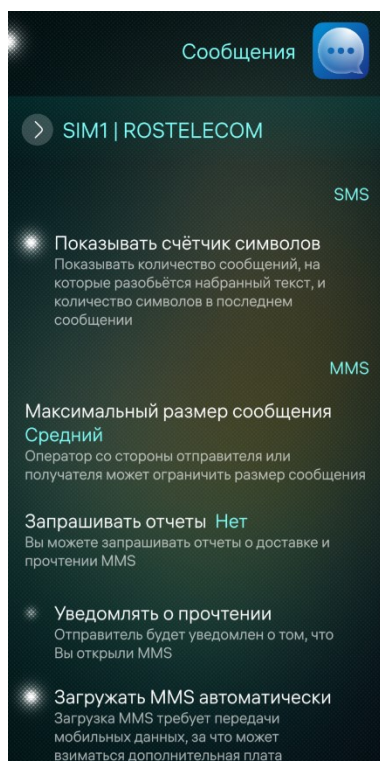 Сообщения
SIM1 | ROSTELECOM
SMS
Показывать счётчик символов
Показывать количество сообщений, на
которые разобьётся набранный текст, и
количество символов в последнем
сообщении
MMS
Максимальный размер сообщения
Средний
Оператор со стороны отправителя или
получателя может ограничить размер сообщения
Запрашивать отчеты Нет
Вы можете запрашивать отчеты о доставке и
прочтении MMS
Уведомлять о прочтении
Отправитель будет уведомлен о том, что
Вы открыли MMS
Загружать MMS автоматически
Загрузка MMS требует передачи
мобильных данных, за что может
взиматься дополнительная плата